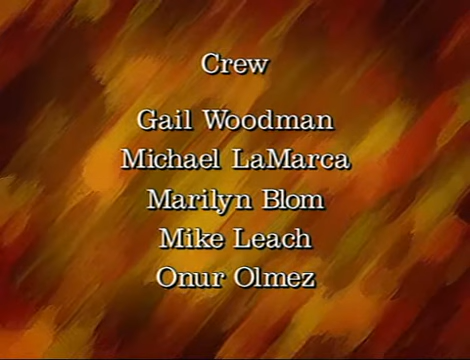 Crew
Gail Woodman
Michael LaMarca
Marilyn Blom
Mike Leach
Onur Olmez